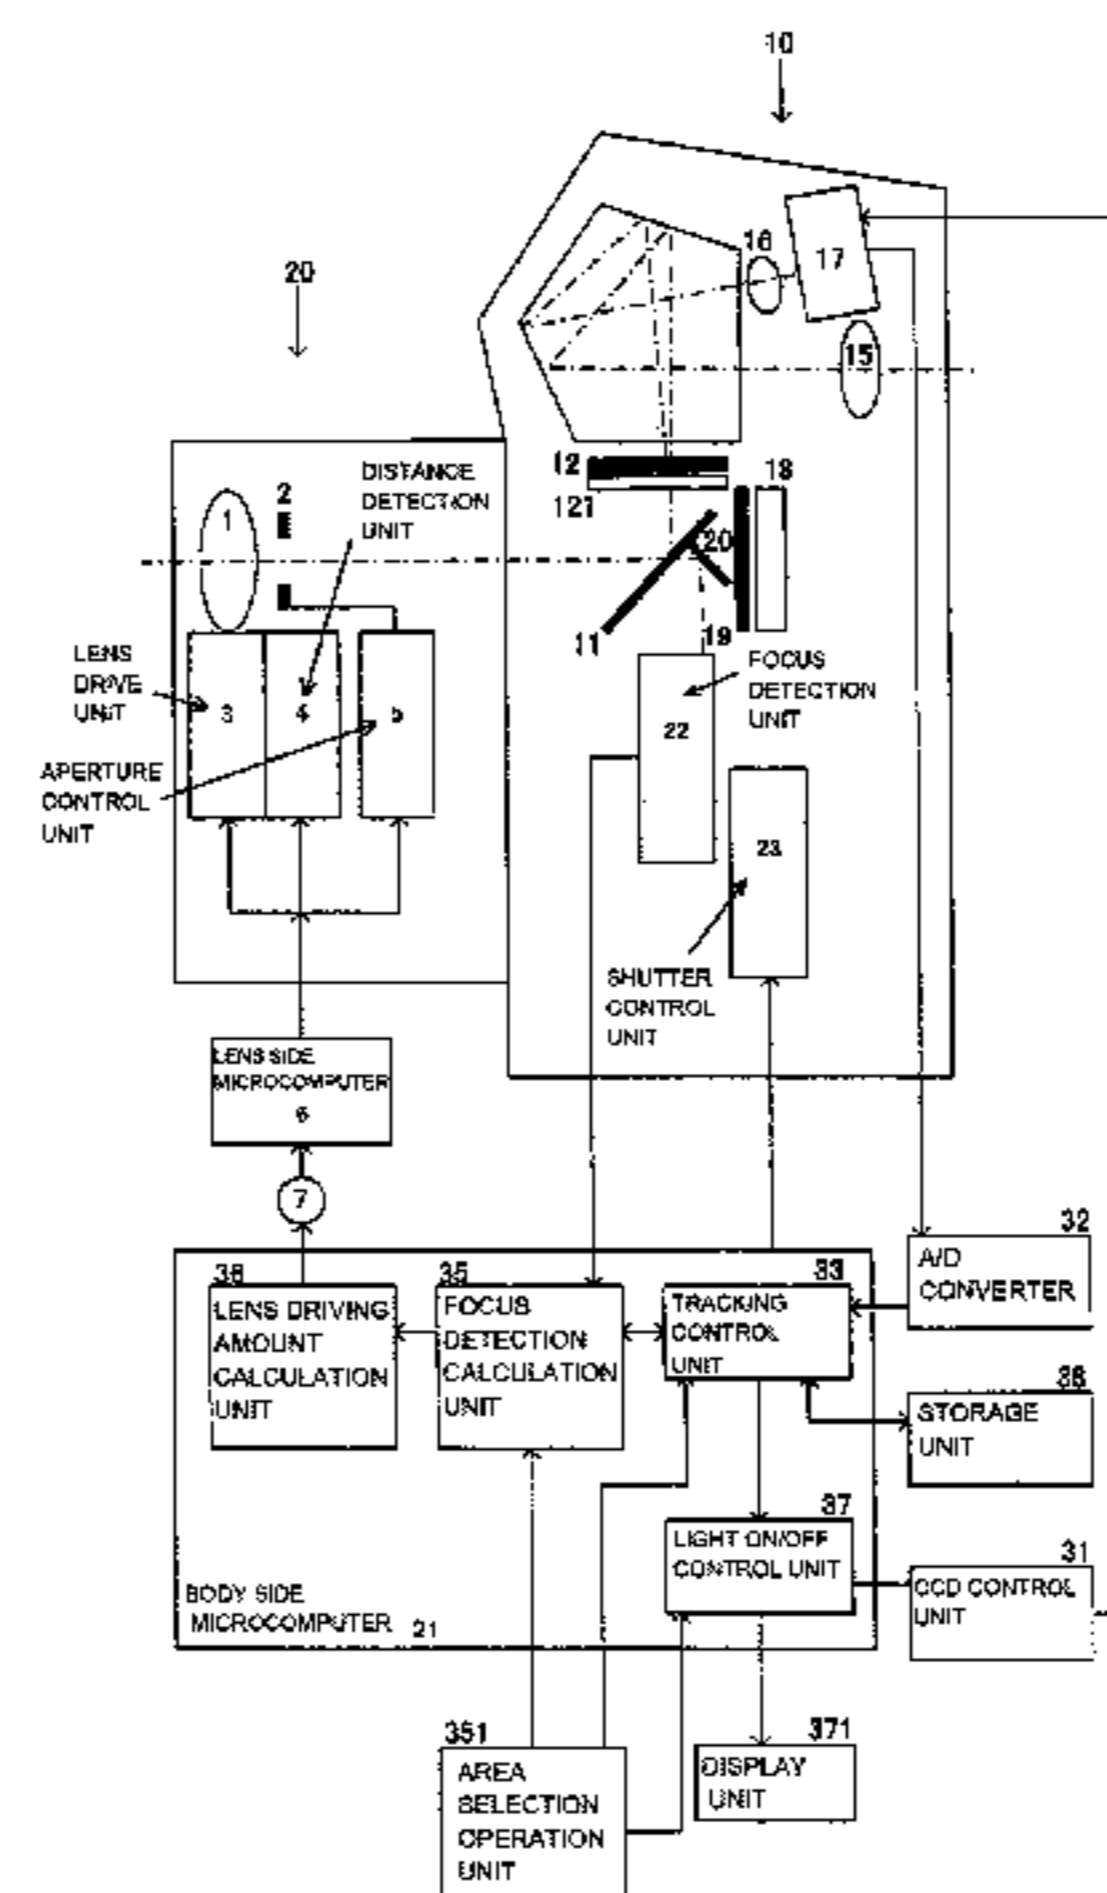 10
16
17
20
15
12
18
121
DISTANCE
DETECTION
UNIT
1
2
20
11
19
LENS
DRIVE
UNIT
3
4
5
FOCUS
DETECTION
UNIT
22
APERTURE
CONTROL
UNIT
23
SHUTTER
CONTROL
UNIT
LENS SIDE
MICROCOMPUTER
6
7
32
A/D
CONVERTER
36
LENS DRIVING
AMOUNT
CALCULATION
UNIT
35
FOCUS
DETECTION
CALCULATION
UNIT
33
TRACKING
CONTROL
UNIT
STORAGE
UNIT
37
LIGHT ON/OFF
CONTROL UNIT
31
CCD CONTROL
UNIT
BODY SIDE
MICROCOMPUTER 21
351
AREA
SELECTION
OPERATION
UNIT
371
DISPLAY
UNIT